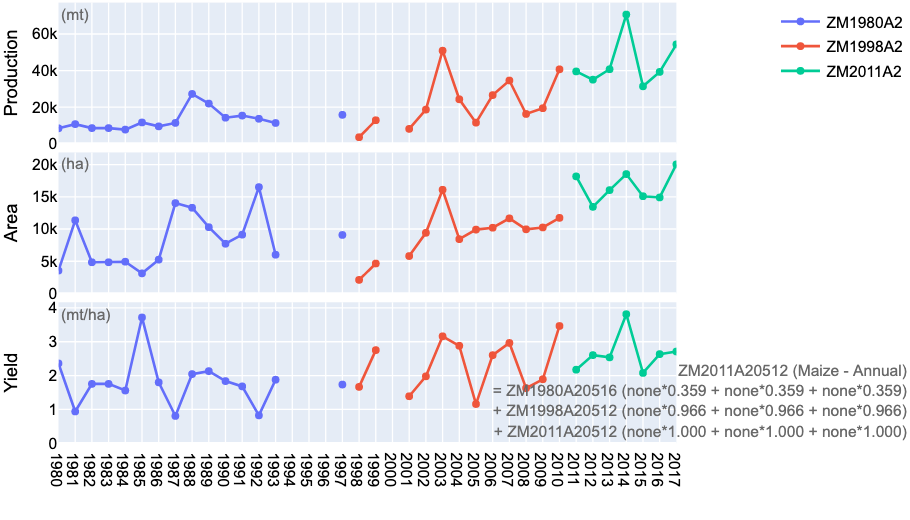 (mt)
Production
60k
40k
20k
0
ZM1980A2
ZM1998A2
ZM2011A2
(ha)
Area
20k
15k
10k
5k
0
(mt/ha)
Yield
4
3
2
1
0
ZM2011A20512 (Maize - Annual)
= ZM1980A20516 (none*0.359 + none*0.359 + none*0.359)
+ ZM1998A20512 (none*0.966 + none*0.966 + none*0.966)
+ ZM2011A20512 (none*1.000 + none*1.000 + none*1.000)
1980
1981
1982
1983
1984
1985
1986
1987
1988
1989
1990
1991
1992
1993
1994
1995
1996
1997
1998
1999
2000
2001
2002
2003
2004
2005
2006
2007
2008
2009
2010
2011
2012
2013
2014
2015
2016
2017